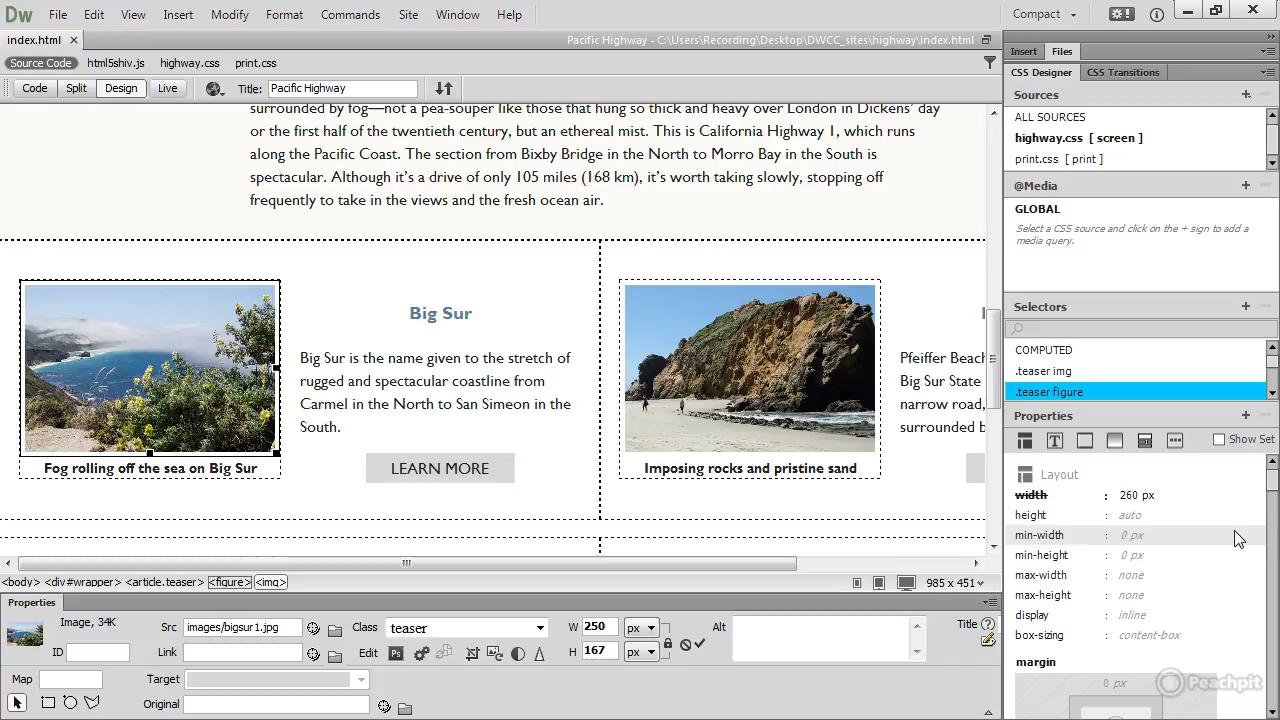 Dw File Edit View Insert Modify Format Commands Site Window Help Compact
index.html Pacific Highway - C:\Users\Recording\Desktop\DWCC_sites\highway\index.html
Source Code html5shiv.js highway.css print.css
Code Split Design Live Title: Pacific Highway
surrounded by fog—not a pea-souper like those that hung so thick and heavy over London in Dickens' day
or the first half of the twentieth century, but an ethereal mist. This is California Highway 1, which runs
along the Pacific Coast. The section from Bixby Bridge in the North to Morro Bay in the South is
spectacular. Although it's a drive of only 105 miles (168 km), it's worth taking slowly, stopping off
frequently to take in the views and the fresh ocean air.
Big Sur
Big Sur is the name given to the stretch of
rugged and spectacular coastline from
Carmel in the North to San Simeon in the
South.
LEARN MORE
Fog rolling off the sea on Big Sur
Pfeiffer Beach
Big Sur State
narrow road,
surrounded b
Imposing rocks and pristine sand
<body> <div#wrapper> <article.teaser> <figure> <img> 985 x 451
Properties
Image, 34K Src images/bigsur1.jpg Class teaser W 250 px Alt Title
ID Link Edit Ps H 167 px
Map Target
Original
Insert Files
CSS Designer CSS Transitions
Sources
ALL SOURCES
highway.css [ screen ]
print.css [ print ]
@Media
GLOBAL
Select a CSS source and click on the + sign to add a
media query.
Selectors
COMPUTED
.teaser img
.teaser figure
Properties
Show Set
Layout
width : 260 px
height : auto
min-width : 0 px
min-height : 0 px
max-width : none
max-height : none
display : inline
box-sizing : content-box
margin
0 px
Peachpit